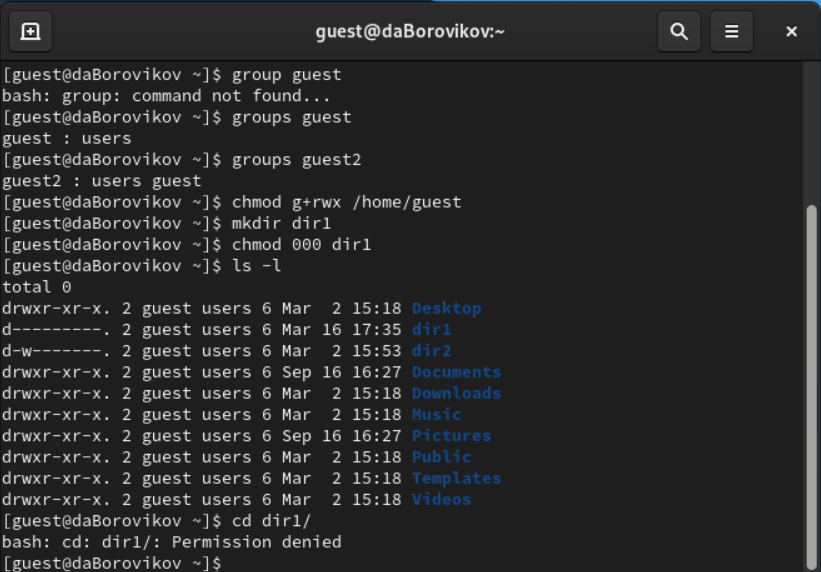 guest@daBorovikov:~
[guest@daBorovikov ~]$ group guest
bash: group: command not found...
[guest@daBorovikov ~]$ groups guest
guest : users
[guest@daBorovikov ~]$ groups guest2
guest2 : users guest
[guest@daBorovikov ~]$ chmod g+rwx /home/guest
[guest@daBorovikov ~]$ mkdir dir1
[guest@daBorovikov ~]$ chmod 000 dir1
[guest@daBorovikov ~]$ ls -l
total 0
drwxr-xr-x. 2 guest users 6 Mar  2 15:18 Desktop
d---------. 2 guest users 6 Mar 16 17:35 dir1
d-w-------. 2 guest users 6 Mar  2 15:53 dir2
drwxr-xr-x. 2 guest users 6 Sep 16 16:27 Documents
drwxr-xr-x. 2 guest users 6 Mar  2 15:18 Downloads
drwxr-xr-x. 2 guest users 6 Mar  2 15:18 Music
drwxr-xr-x. 2 guest users 6 Sep 16 16:27 Pictures
drwxr-xr-x. 2 guest users 6 Mar  2 15:18 Public
drwxr-xr-x. 2 guest users 6 Mar  2 15:18 Templates
drwxr-xr-x. 2 guest users 6 Mar  2 15:18 Videos
[guest@daBorovikov ~]$ cd dir1/
bash: cd: dir1/: Permission denied
[guest@daBorovikov ~]$